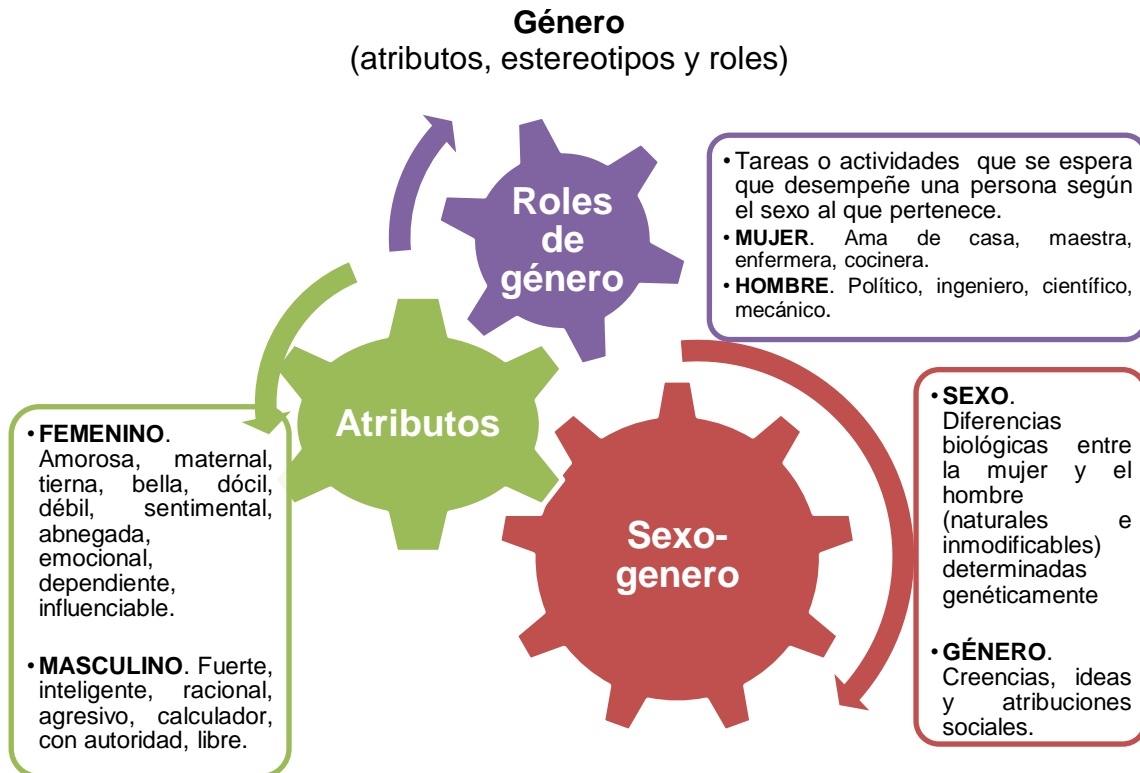 Género
(atributos, estereotipos y roles)
Roles
de
género
• Tareas o actividades que se espera
que desempeñe una persona según
el sexo al que pertenece.
• MUJER. Ama de casa, maestra,
enfermera, cocinera.
• HOMBRE. Político, ingeniero, científico,
mecánico.
Atributos
• FEMENINO.
Amorosa, maternal,
tierna, bella, dócil,
débil, sentimental,
abnegada,
emocional,
dependiente,
influenciable.
• MASCULINO. Fuerte,
inteligente, racional,
agresivo, calculador,
con autoridad, libre.
Sexo-
genero
• SEXO.
Diferencias
biológicas entre
la mujer y el
hombre
(naturales e
inmodificables)
determinadas
genéticamente
• GÉNERO.
Creencias, ideas
y atribuciones
sociales.